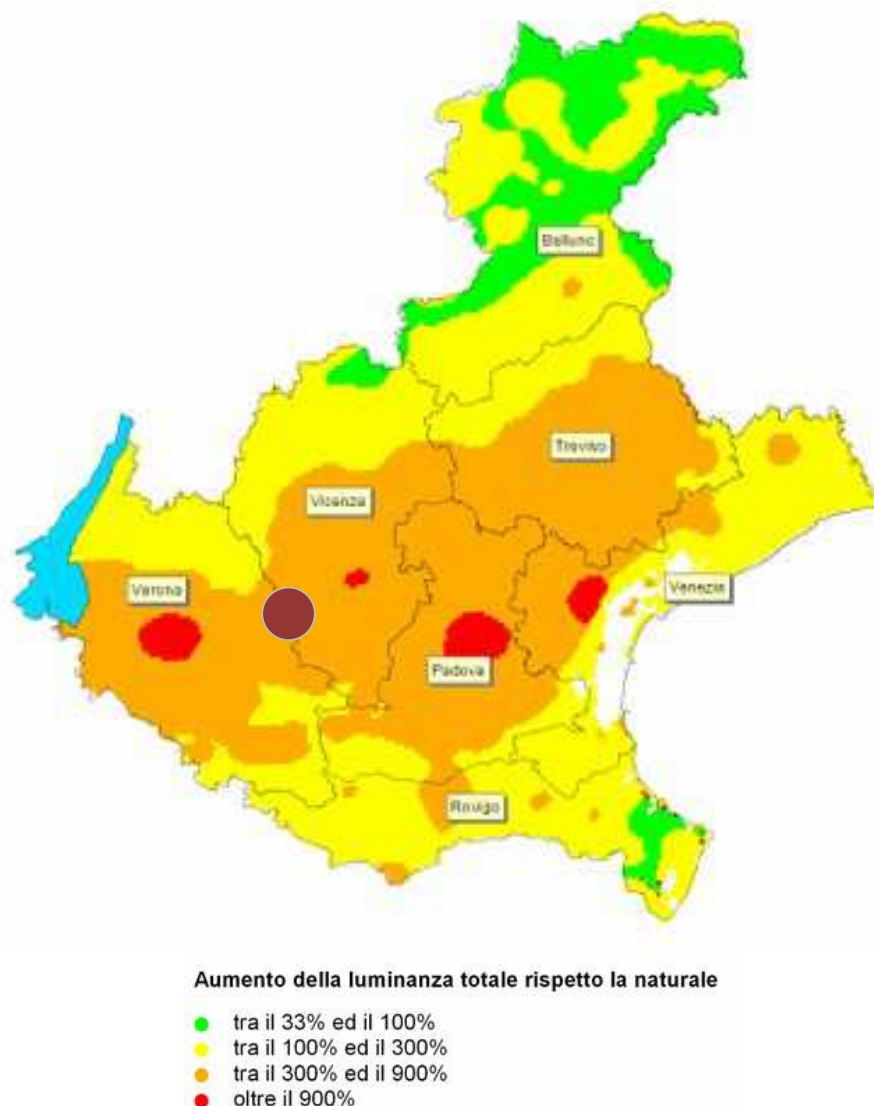 Belluno
Treviso
Vicenza
Verona
Venezia
Padova
Rovigo
Aumento della luminanza totale rispetto la naturale
tra il 33% ed il 100%
tra il 100% ed il 300%
tra il 300% ed il 900%
oltre il 900%